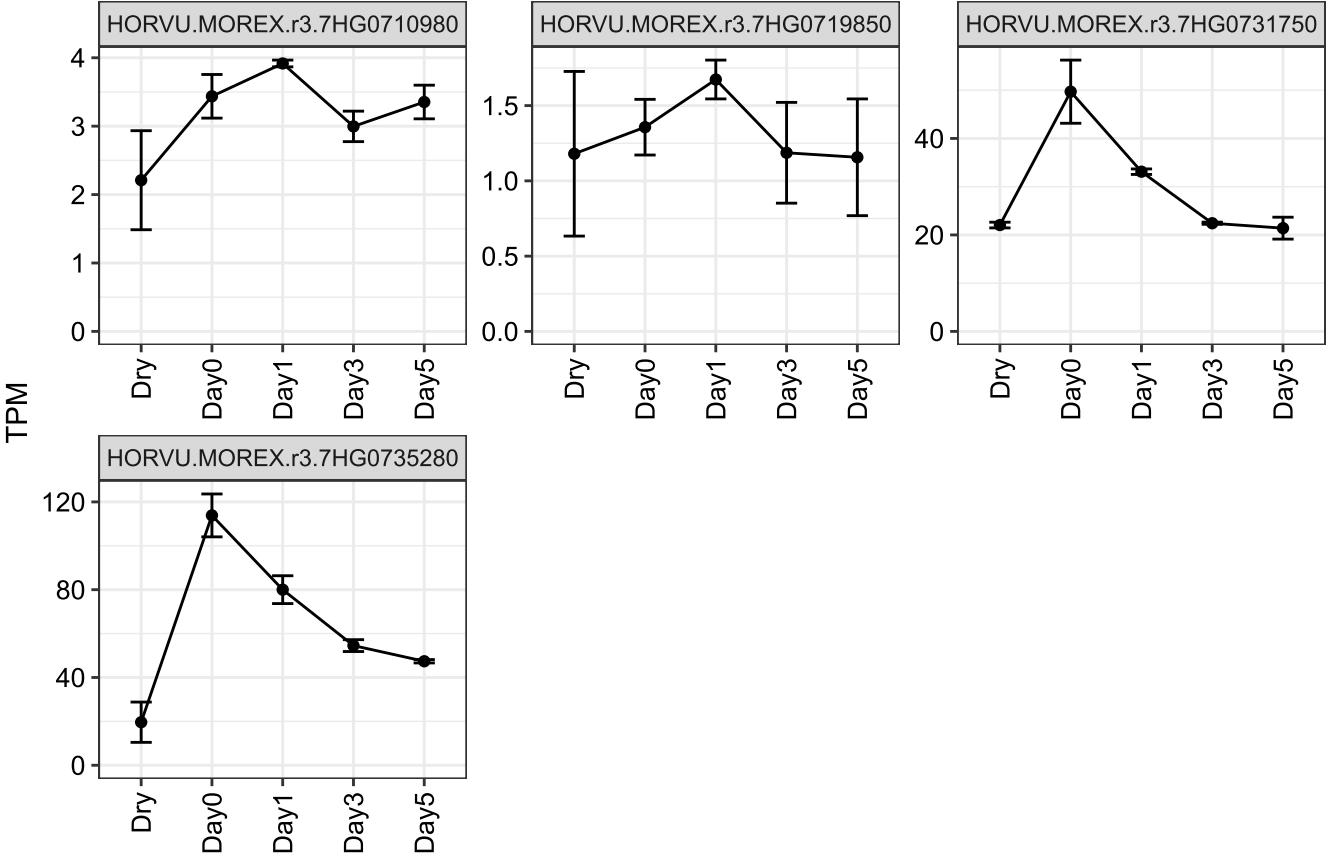 HORVU.MOREX.r3.7HG0710980
HORVU.MOREX.r3.7HG0719850
HORVU.MOREX.r3.7HG0731750
4
3
2
1
0
1.5
1.0
0.5
0.0
40
20
0
Dry
Day0
Day1
Day3
Day5
Dry
Day0
Day1
Day3
Day5
Dry
Day0
Day1
Day3
Day5
TPM
HORVU.MOREX.r3.7HG0735280
120
80
40
0
Dry
Day0
Day1
Day3
Day5